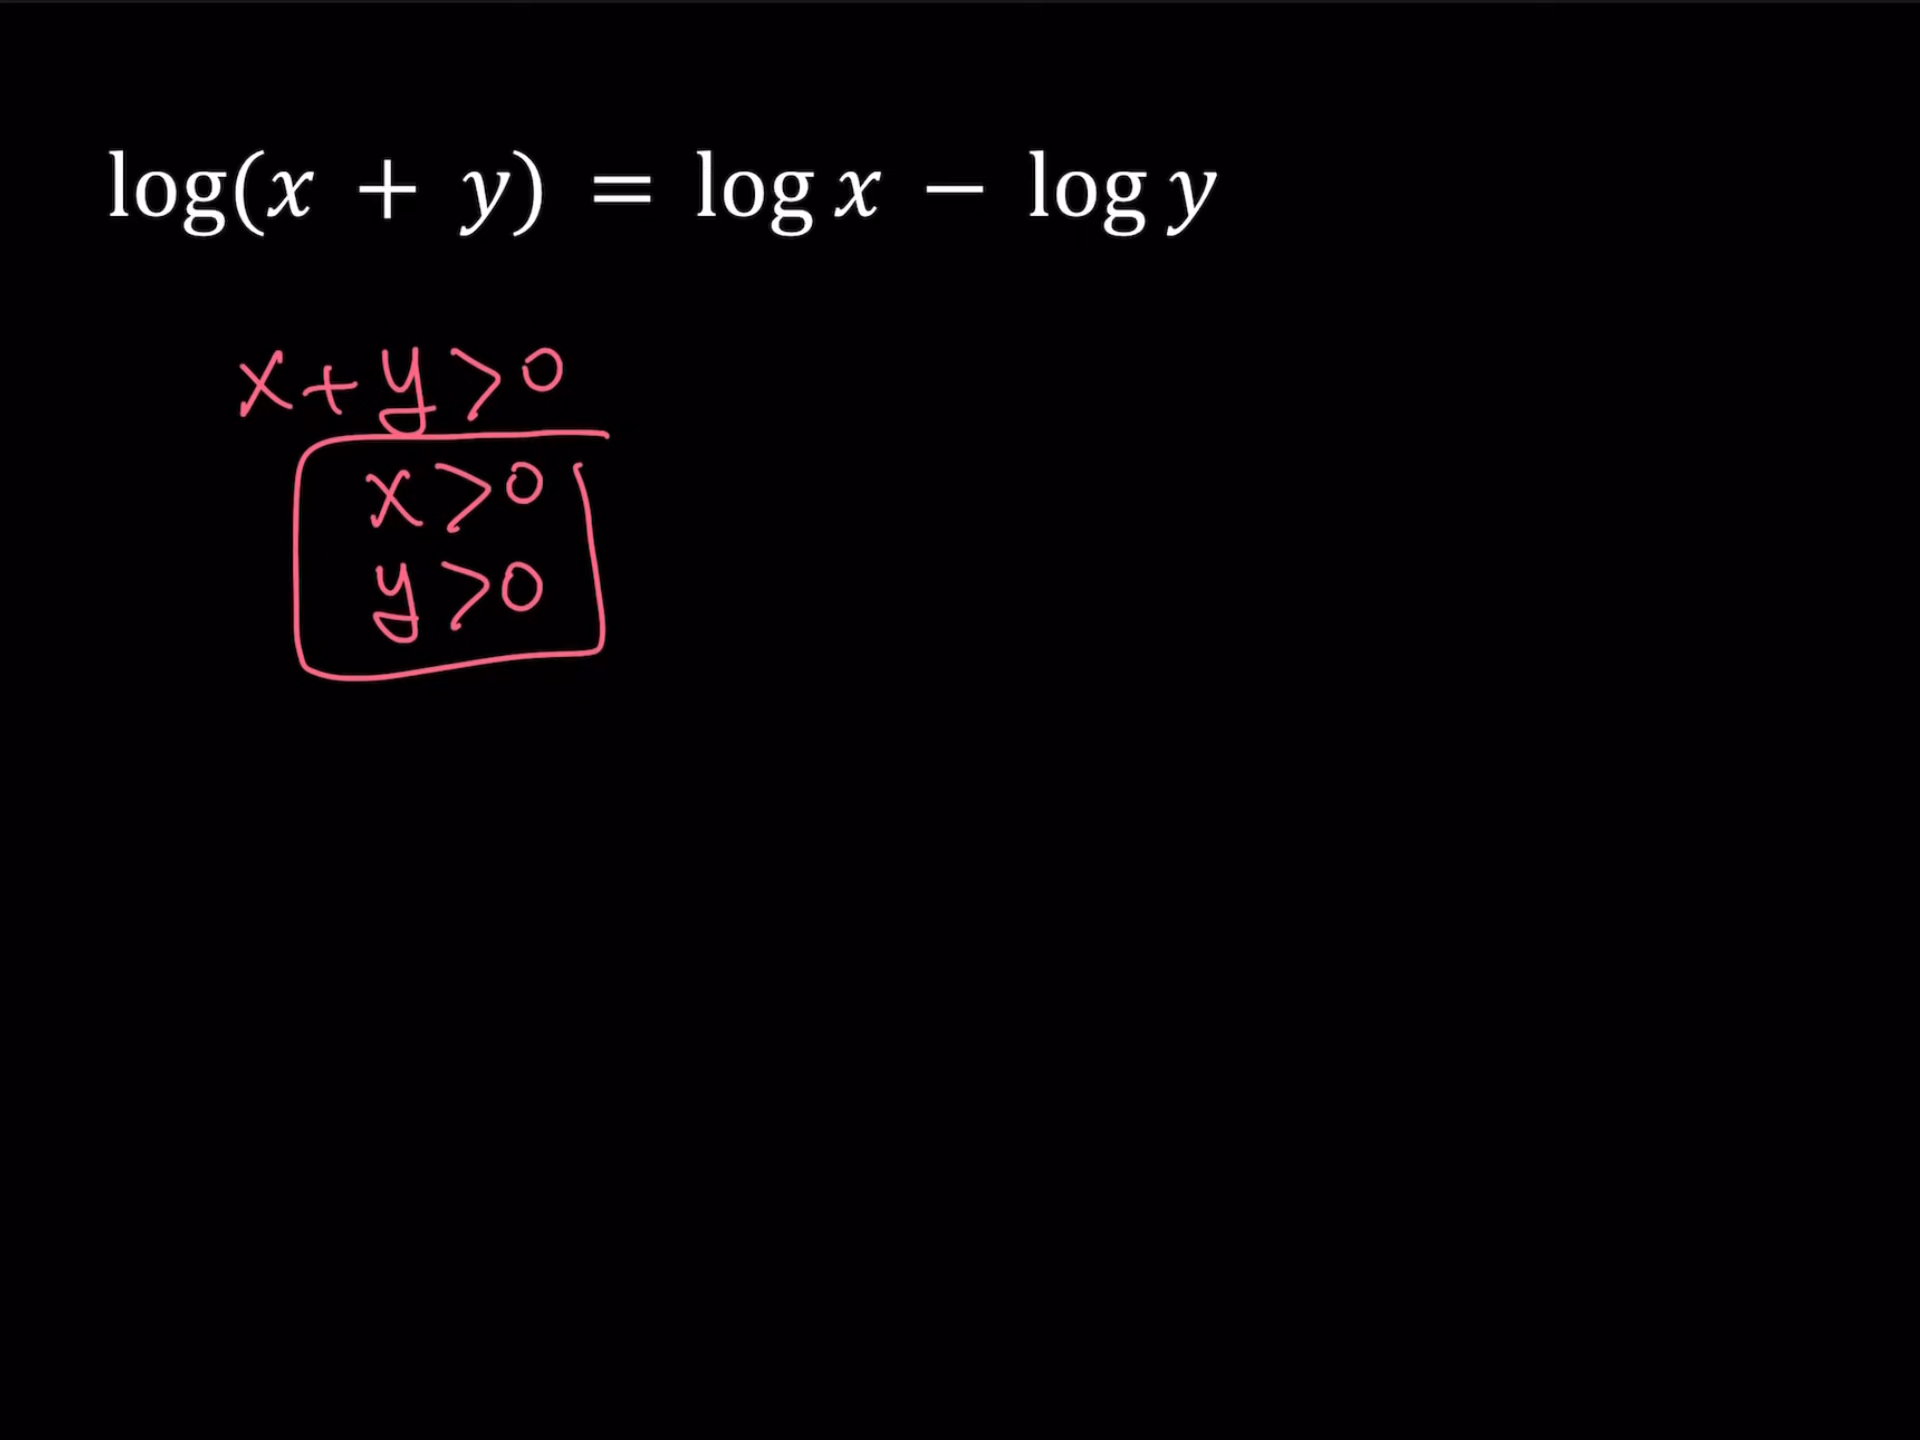 log(x + y) = log x − log y
x+y>0
x>0
y>0